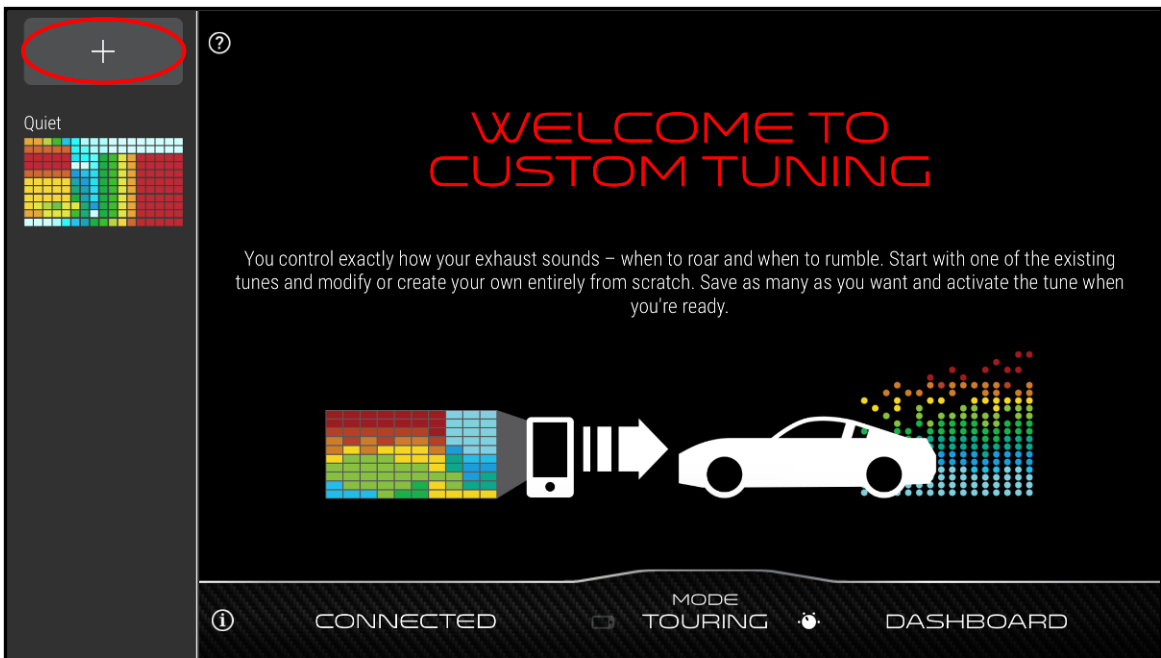 +
Quiet
?
WELCOME TO
CUSTOM TUNING
You control exactly how your exhaust sounds – when to roar and when to rumble. Start with one of the existing
tunes and modify or create your own entirely from scratch. Save as many as you want and activate the tune when
you're ready.
i
CONNECTED
MODE
TOURING
DASHBOARD